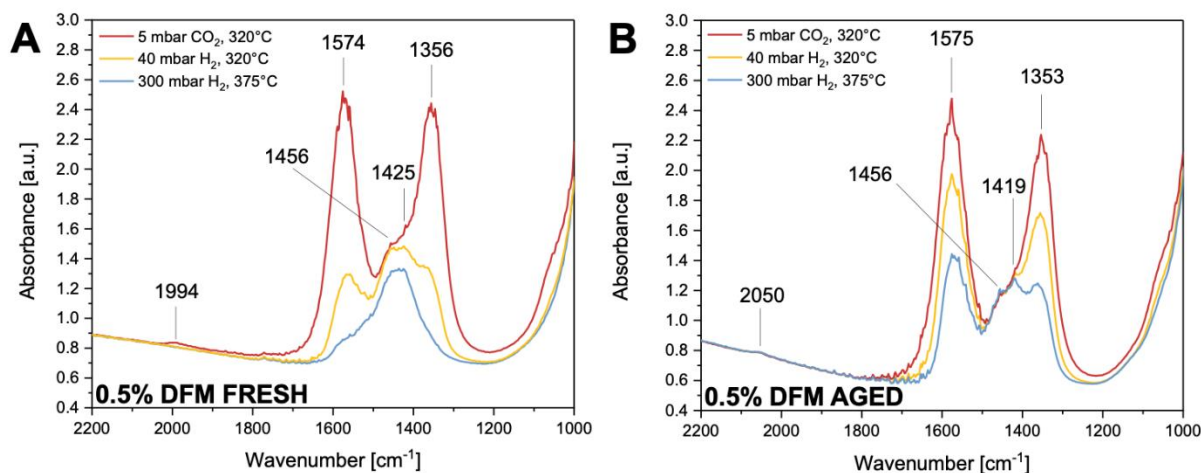 A
5 mbar CO₂, 320°C
40 mbar H₂, 320°C
300 mbar H₂, 375°C
1574
1356
1456
1425
1994
0.5% DFM FRESH
Absorbance [a.u.]
3.0
2.8
2.6
2.4
2.2
2.0
1.8
1.6
1.4
1.2
1.0
0.8
0.6
0.4
2200 2000 1800 1600 1400 1200 1000
Wavenumber [cm⁻¹]
B
5 mbar CO₂, 320°C
40 mbar H₂, 320°C
300 mbar H₂, 375°C
1575
1353
1456
1419
2050
0.5% DFM AGED
Absorbance [a.u.]
3.0
2.8
2.6
2.4
2.2
2.0
1.8
1.6
1.4
1.2
1.0
0.8
0.6
0.4
2200 2000 1800 1600 1400 1200 1000
Wavenumber [cm⁻¹]